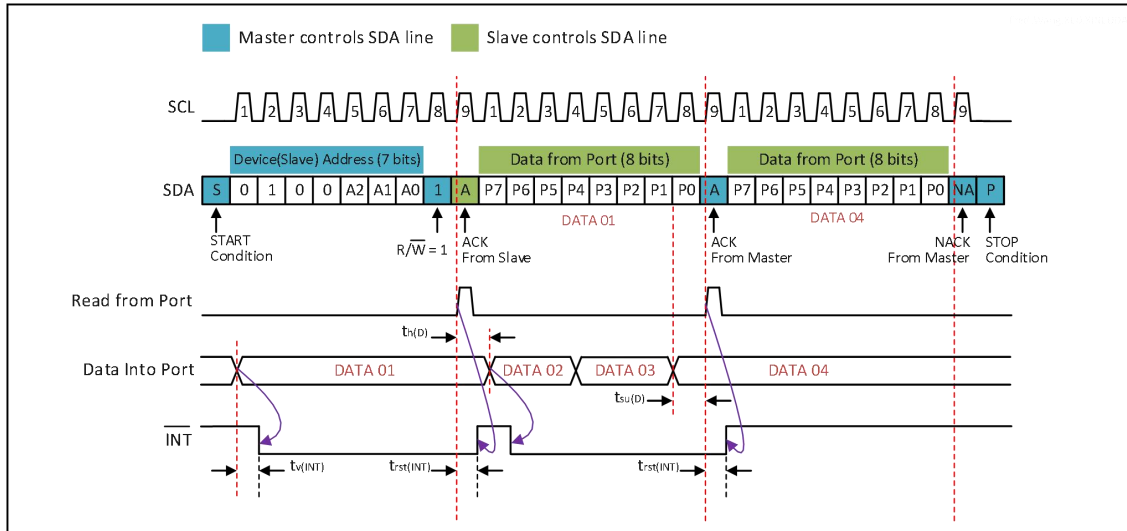 Master controls SDA line
Slave controls SDA line
SCL
1 2 3 4 5 6 7 8 9 1 2 3 4 5 6 7 8 9 1 2 3 4 5 6 7 8 9
Device(Slave) Address (7 bits)
Data from Port (8 bits)
Data from Port (8 bits)
SDA
S 0 1 0 0 A2 A1 A0 1 A P7 P6 P5 P4 P3 P2 P1 P0 A P7 P6 P5 P4 P3 P2 P1 P0 NA P
DATA 01
DATA 04
START
Condition
R/W̅ = 1
ACK
From Slave
ACK
From Master
NACK
From Master
STOP
Condition
Read from Port
th(D)
Data Into Port
DATA 01
DATA 02
DATA 03
DATA 04
tsu(D)
I̅N̅T̅
tv(INT)
trst(INT)
trst(INT)